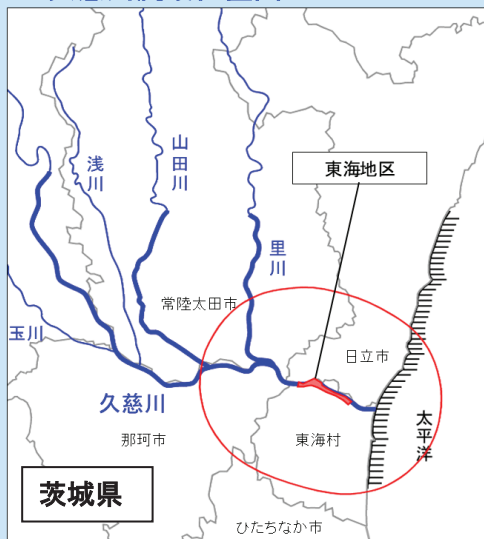 山田川
浅川
東海地区
里川
常陸太田市
玉川
日立市
久慈川
太平洋
那珂市
東海村
茨城県
ひたちなか市